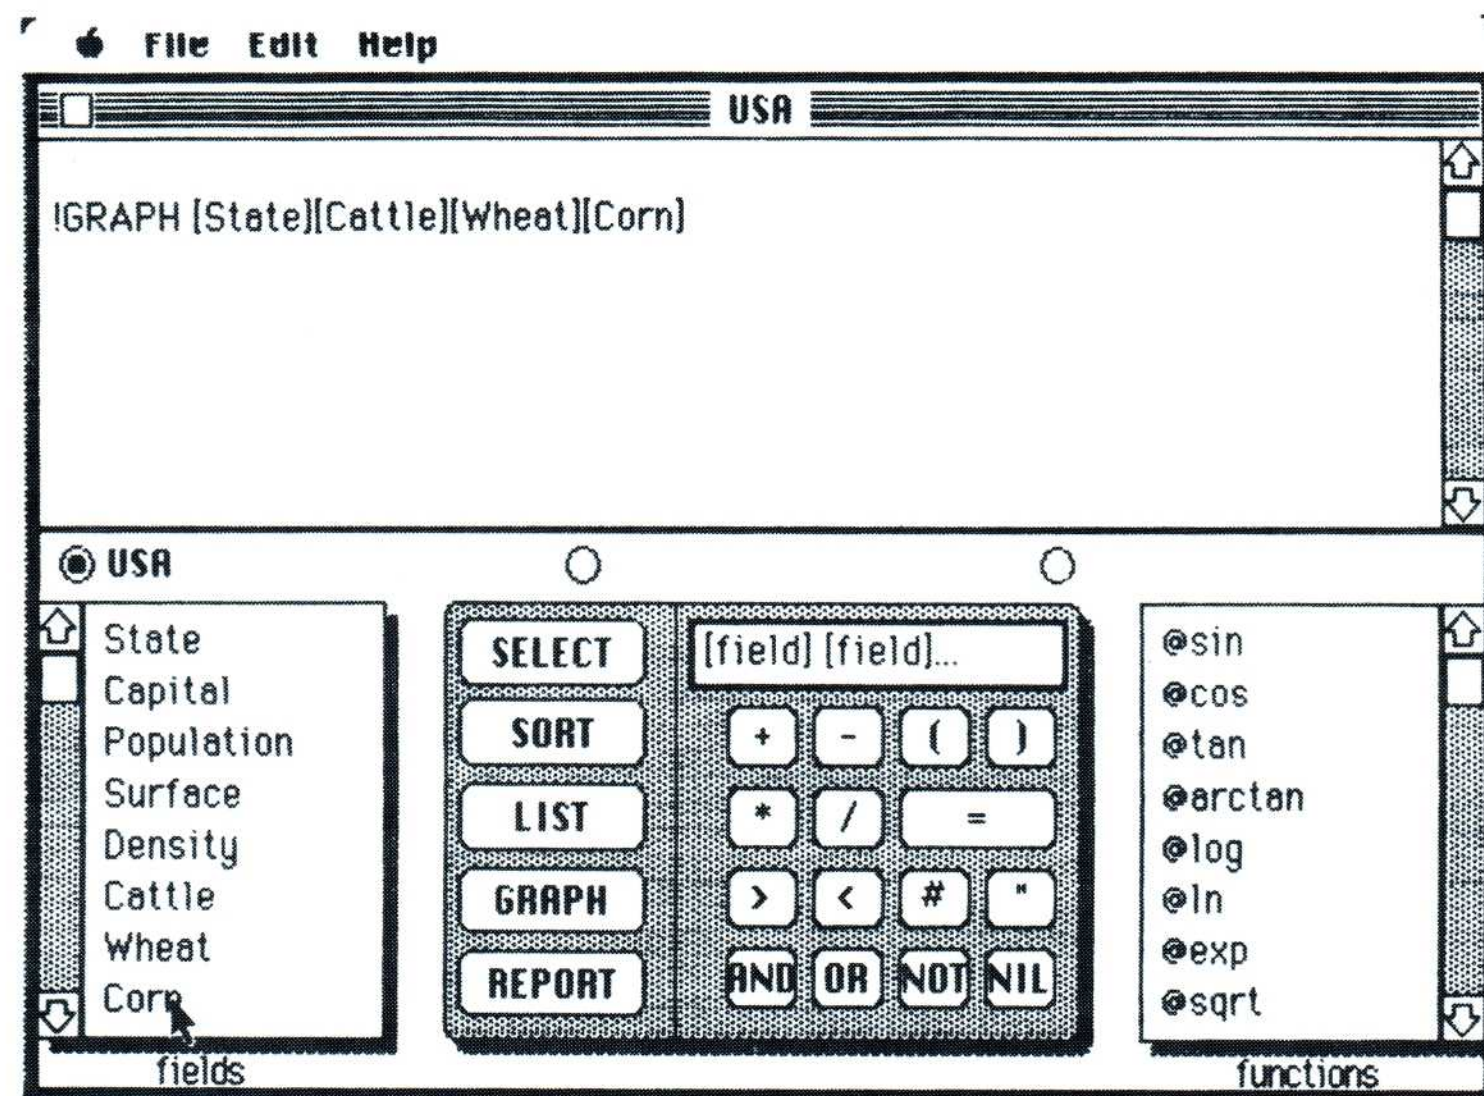 File Edit Help
USA
!GRAPH [State][Cattle][Wheat][Corn]
USA
State
Capital
Population
Surface
Density
Cattle
Wheat
Corn
fields
SELECT
SORT
LIST
GRAPH
REPORT
[field] [field]...
+ - ( )
* / =
> < # "
AND OR NOT NIL
@sin
@cos
@tan
@arctan
@log
@ln
@exp
@sqrt
functions